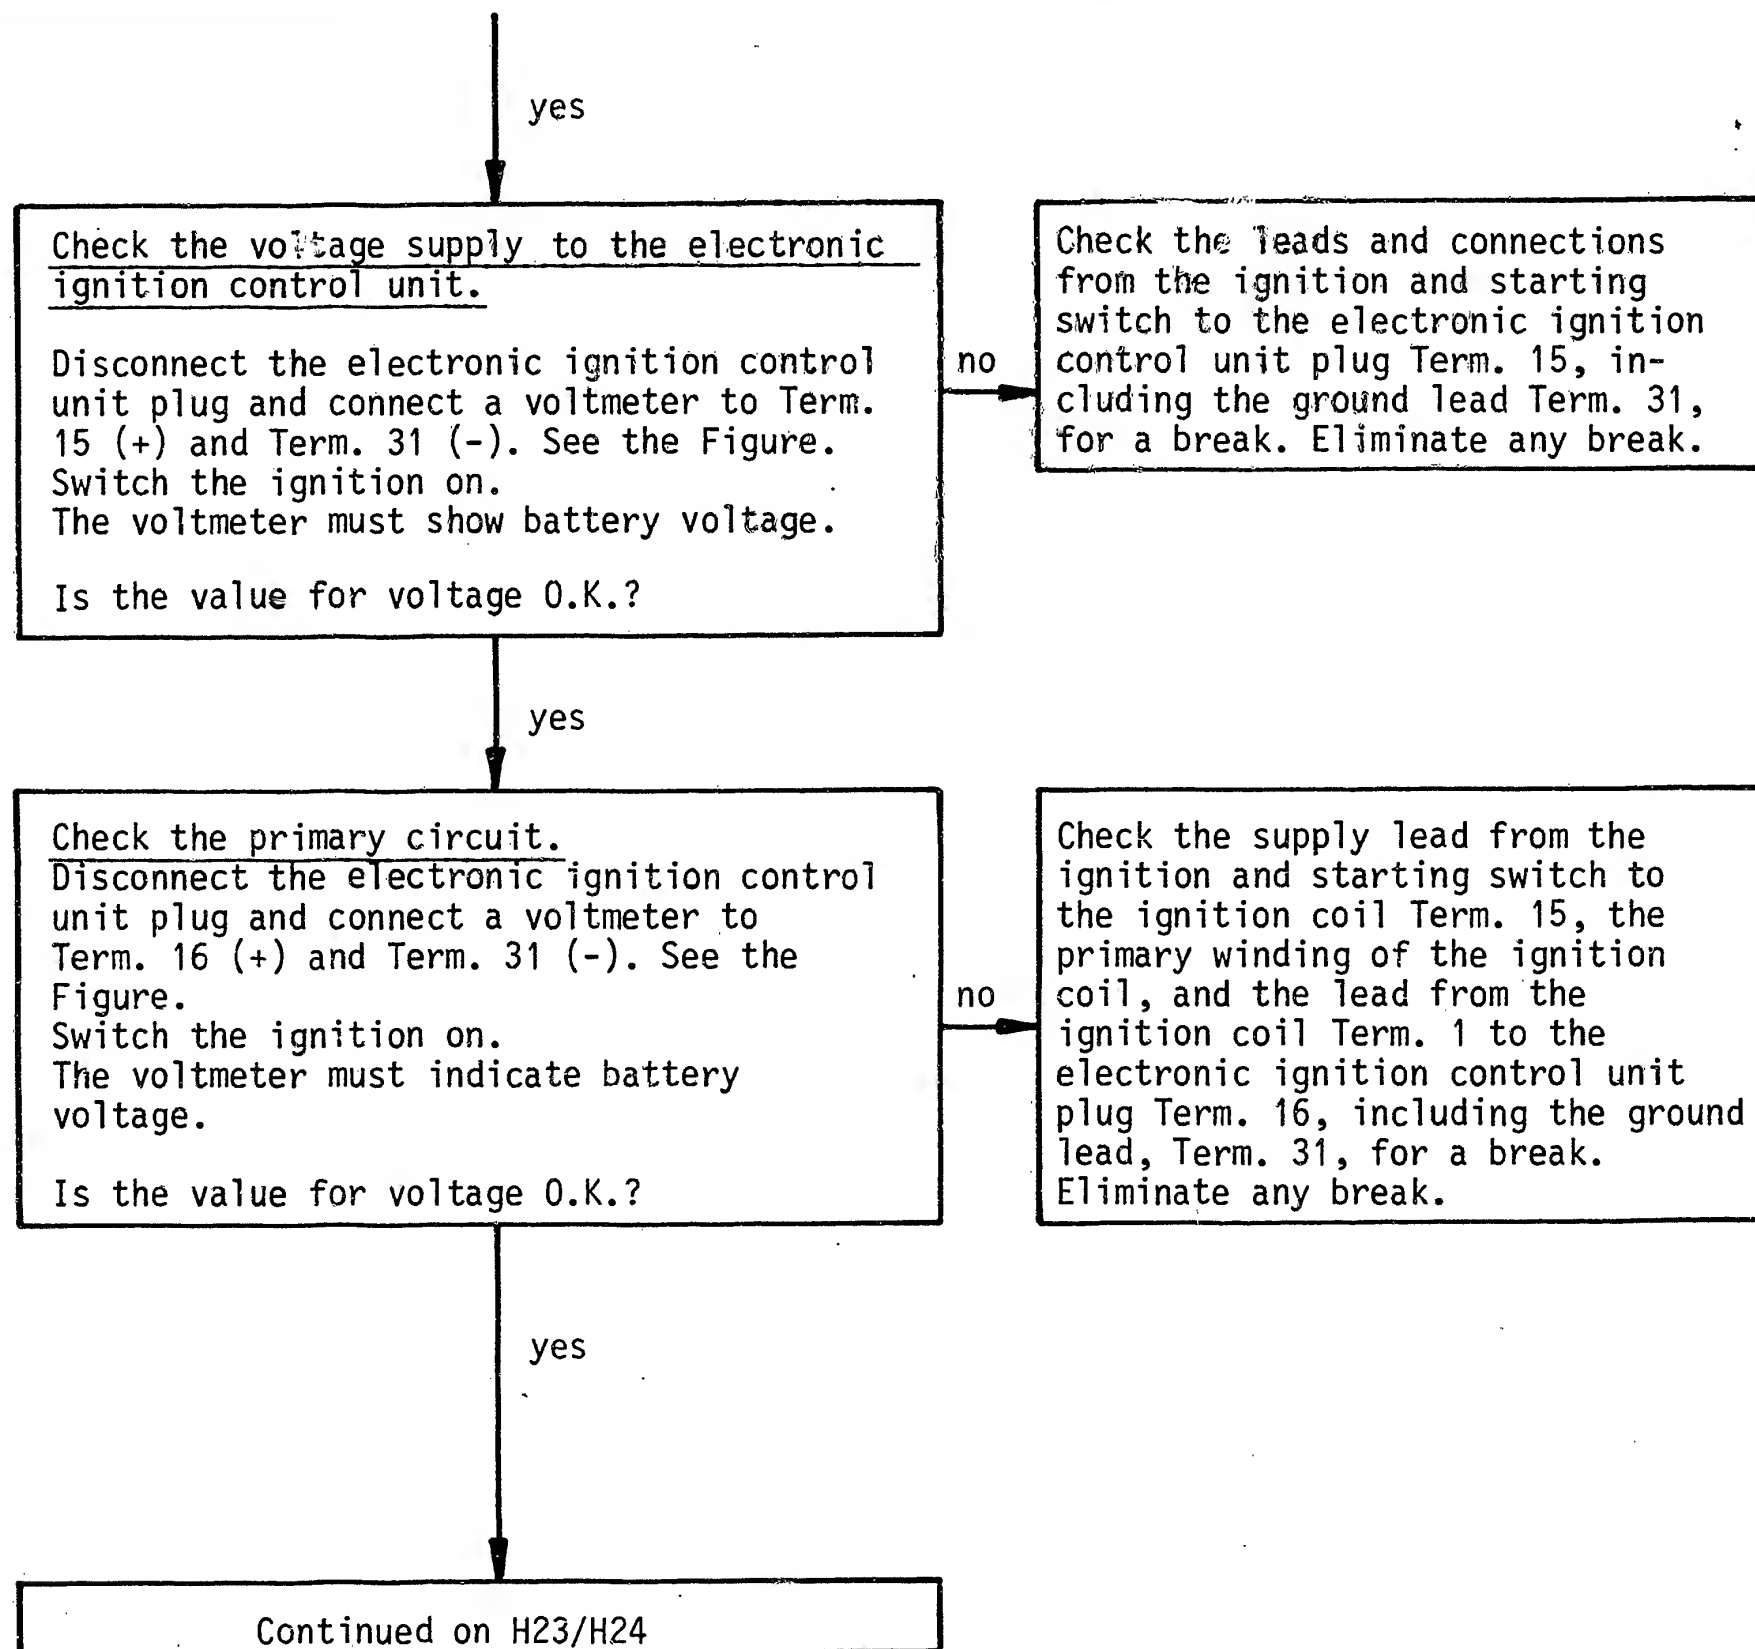 yes
Check the voltage supply to the electronic
ignition control unit.
Disconnect the electronic ignition control
unit plug and connect a voltmeter to Term.
15 (+) and Term. 31 (-). See the Figure.
Switch the ignition on.
The voltmeter must show battery voltage.
Is the value for voltage O.K.?
no
Check the leads and connections
from the ignition and starting
switch to the electronic ignition
control unit plug Term. 15, in-
cluding the ground lead Term. 31,
for a break. Eliminate any break.
yes
Check the primary circuit.
Disconnect the electronic ignition control
unit plug and connect a voltmeter to
Term. 16 (+) and Term. 31 (-). See the
Figure.
Switch the ignition on.
The voltmeter must indicate battery
voltage.
Is the value for voltage O.K.?
no
Check the supply lead from the
ignition and starting switch to
the ignition coil Term. 15, the
primary winding of the ignition
coil, and the lead from the
ignition coil Term. 1 to the
electronic ignition control unit
plug Term. 16, including the ground
lead, Term. 31, for a break.
Eliminate any break.
yes
Continued on H23/H24